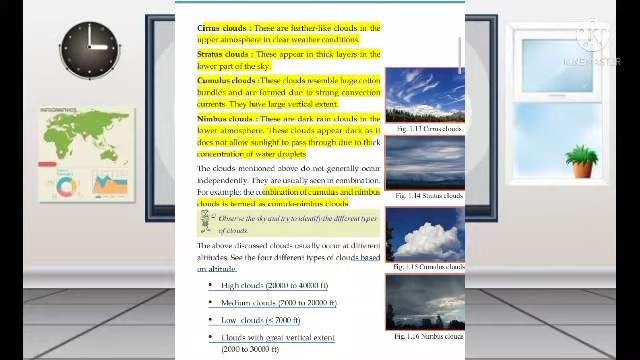 INFOGRAPHICS
Cirrus clouds : These are feather-like clouds in the
upper atmosphere in clear weather conditions.
Stratus clouds : These appear in thick layers in the
lower part of the sky.
Cumulus clouds : These clouds resemble huge cotton
bundles and are formed due to strong convection
currents. They have large vertical extent.
Nimbus clouds : These are dark rain clouds in the
lower atmosphere. These clouds appear dark as it
does not allow sunlight to pass through due to thick
concentration of water droplets.
The clouds mentioned above do not generally occur
independently. They are usually seen in combination.
For example: the combination of cumulus and nimbus
clouds is termed as cumulo-nimbus clouds.
Observe the sky and try to identify the different types
of clouds.
The above discussed clouds usually occur at different
altitudes. See the four different types of clouds based
on altitude.
• High clouds (20000 to 40000 ft)
• Medium clouds (7000 to 20000 ft)
• Low clouds (< 7000 ft)
• Clouds with great vertical extent
(2000 to 30000 ft)
Fig. 1.13 Cirrus clouds
Fig. 1.14 Stratus clouds
Fig. 1.15 Cumulus clouds
Fig. 1.16 Nimbus clouds